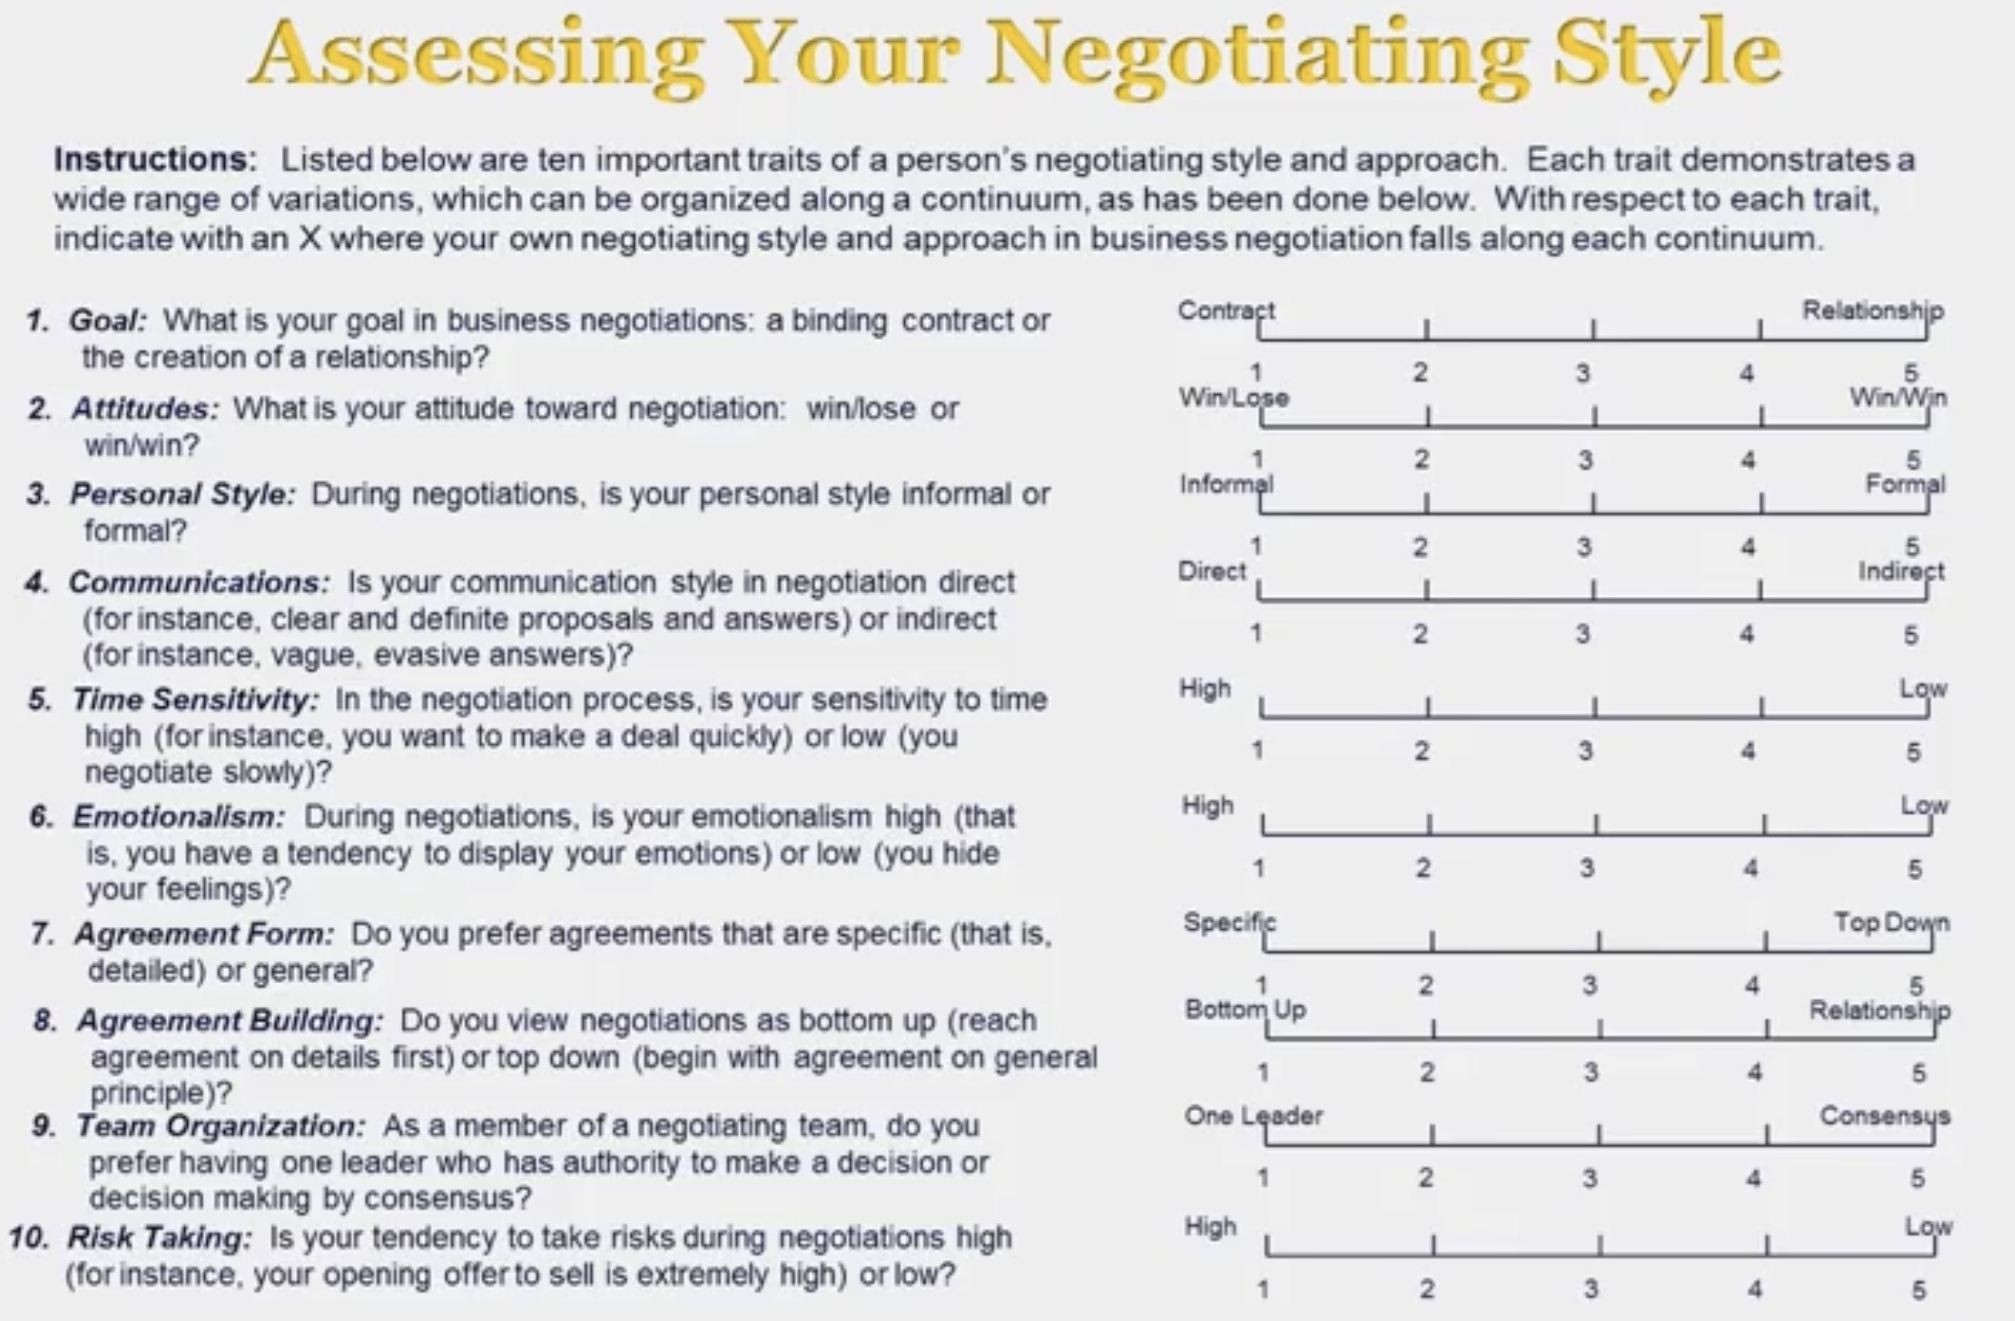 Assessing Your Negotiating Style
Instructions: Listed below are ten important traits of a person's negotiating style and approach. Each trait demonstrates a
wide range of variations, which can be organized along a continuum, as has been done below. With respect to each trait,
indicate with an X where your own negotiating style and approach in business negotiation falls along each continuum.
1. Goal: What is your goal in business negotiations: a binding contract or
the creation of a relationship?
Contract Relationship
1 2 3 4 5
2. Attitudes: What is your attitude toward negotiation: win/lose or
win/win?
Win/Lose Win/Win
1 2 3 4 5
3. Personal Style: During negotiations, is your personal style informal or
formal?
Informal Formal
1 2 3 4 5
4. Communications: Is your communication style in negotiation direct
(for instance, clear and definite proposals and answers) or indirect
(for instance, vague, evasive answers)?
Direct Indirect
1 2 3 4 5
5. Time Sensitivity: In the negotiation process, is your sensitivity to time
high (for instance, you want to make a deal quickly) or low (you
negotiate slowly)?
High Low
1 2 3 4 5
6. Emotionalism: During negotiations, is your emotionalism high (that
is, you have a tendency to display your emotions) or low (you hide
your feelings)?
High Low
1 2 3 4 5
7. Agreement Form: Do you prefer agreements that are specific (that is,
detailed) or general?
Specific Top Down
1 2 3 4 5
8. Agreement Building: Do you view negotiations as bottom up (reach
agreement on details first) or top down (begin with agreement on general
principle)?
Bottom Up Relationship
1 2 3 4 5
9. Team Organization: As a member of a negotiating team, do you
prefer having one leader who has authority to make a decision or
decision making by consensus?
One Leader Consensus
1 2 3 4 5
10. Risk Taking: Is your tendency to take risks during negotiations high
(for instance, your opening offer to sell is extremely high) or low?
High Low
1 2 3 4 5